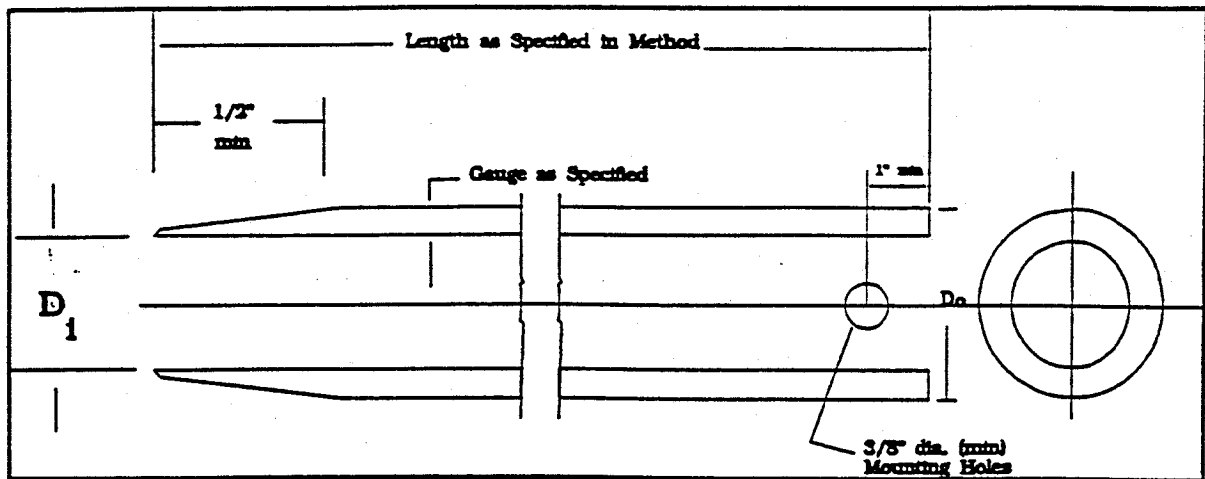 Length as Specified in Method
1/2"
min
Gauge as Specified
1" min
D1
Do
3/8" dia. (min)
Mounting Holes